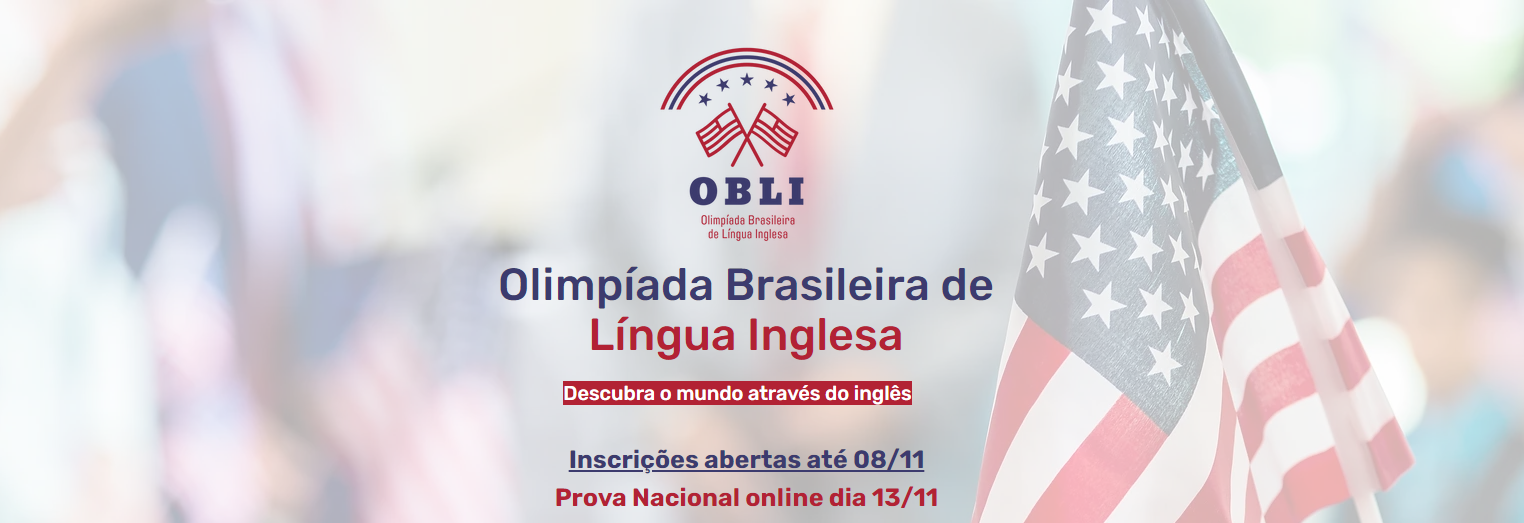 OBLI
Olimpíada Brasileira
de Língua Inglesa
Olimpíada Brasileira de
Língua Inglesa
Descubra o mundo através do inglês
Inscrições abertas até 08/11
Prova Nacional online dia 13/11